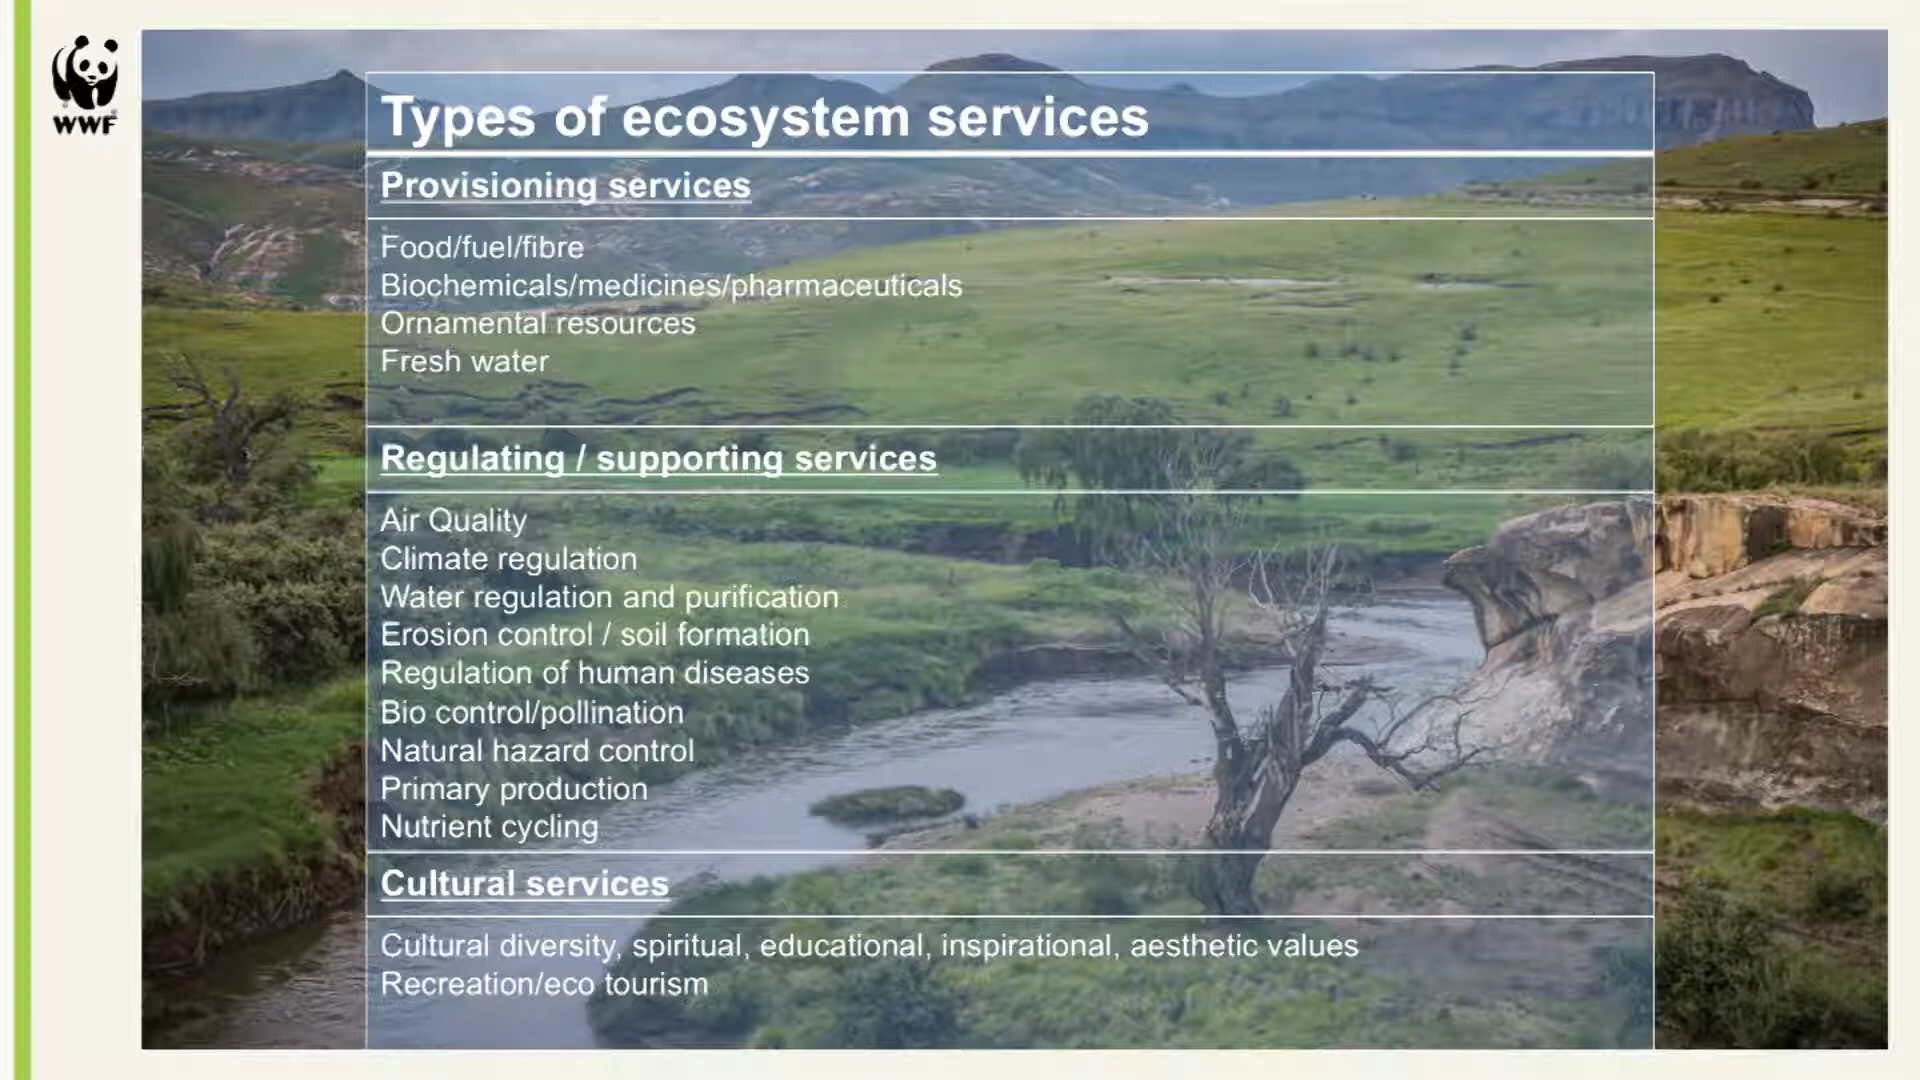 WWF
Types of ecosystem services
Provisioning services
Food/fuel/fibre
Biochemicals/medicines/pharmaceuticals
Ornamental resources
Fresh water
Regulating / supporting services
Air Quality
Climate regulation
Water regulation and purification
Erosion control / soil formation
Regulation of human diseases
Bio control/pollination
Natural hazard control
Primary production
Nutrient cycling
Cultural services
Cultural diversity, spiritual, educational, inspirational, aesthetic values
Recreation/eco tourism